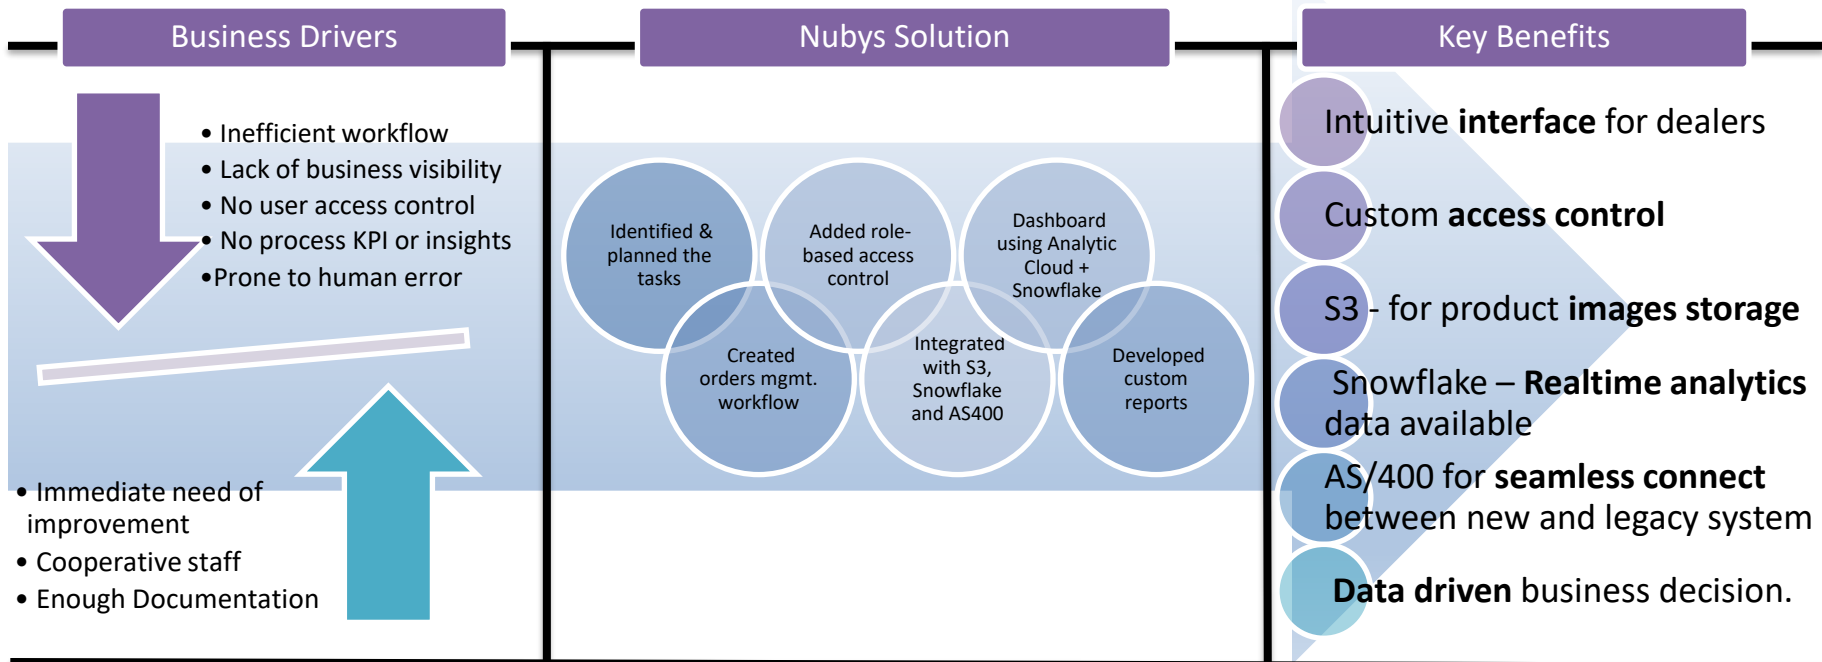 Business Drivers
• Inefficient workflow
• Lack of business visibility
• No user access control
• No process KPI or insights
•Prone to human error
• Immediate need of
improvement
• Cooperative staff
• Enough Documentation
Nubys Solution
Identified &
planned the
tasks
Created
orders mgmt.
workflow
Added role-
based access
control
Integrated
with S3,
Snowflake
and AS400
Dashboard
using Analytic
Cloud +
Snowflake
Developed
custom
reports
Key Benefits
Intuitive interface for dealers
Custom access control
S3 - for product images storage
Snowflake – Realtime analytics
data available
AS/400 for seamless connect
between new and legacy system
Data driven business decision.